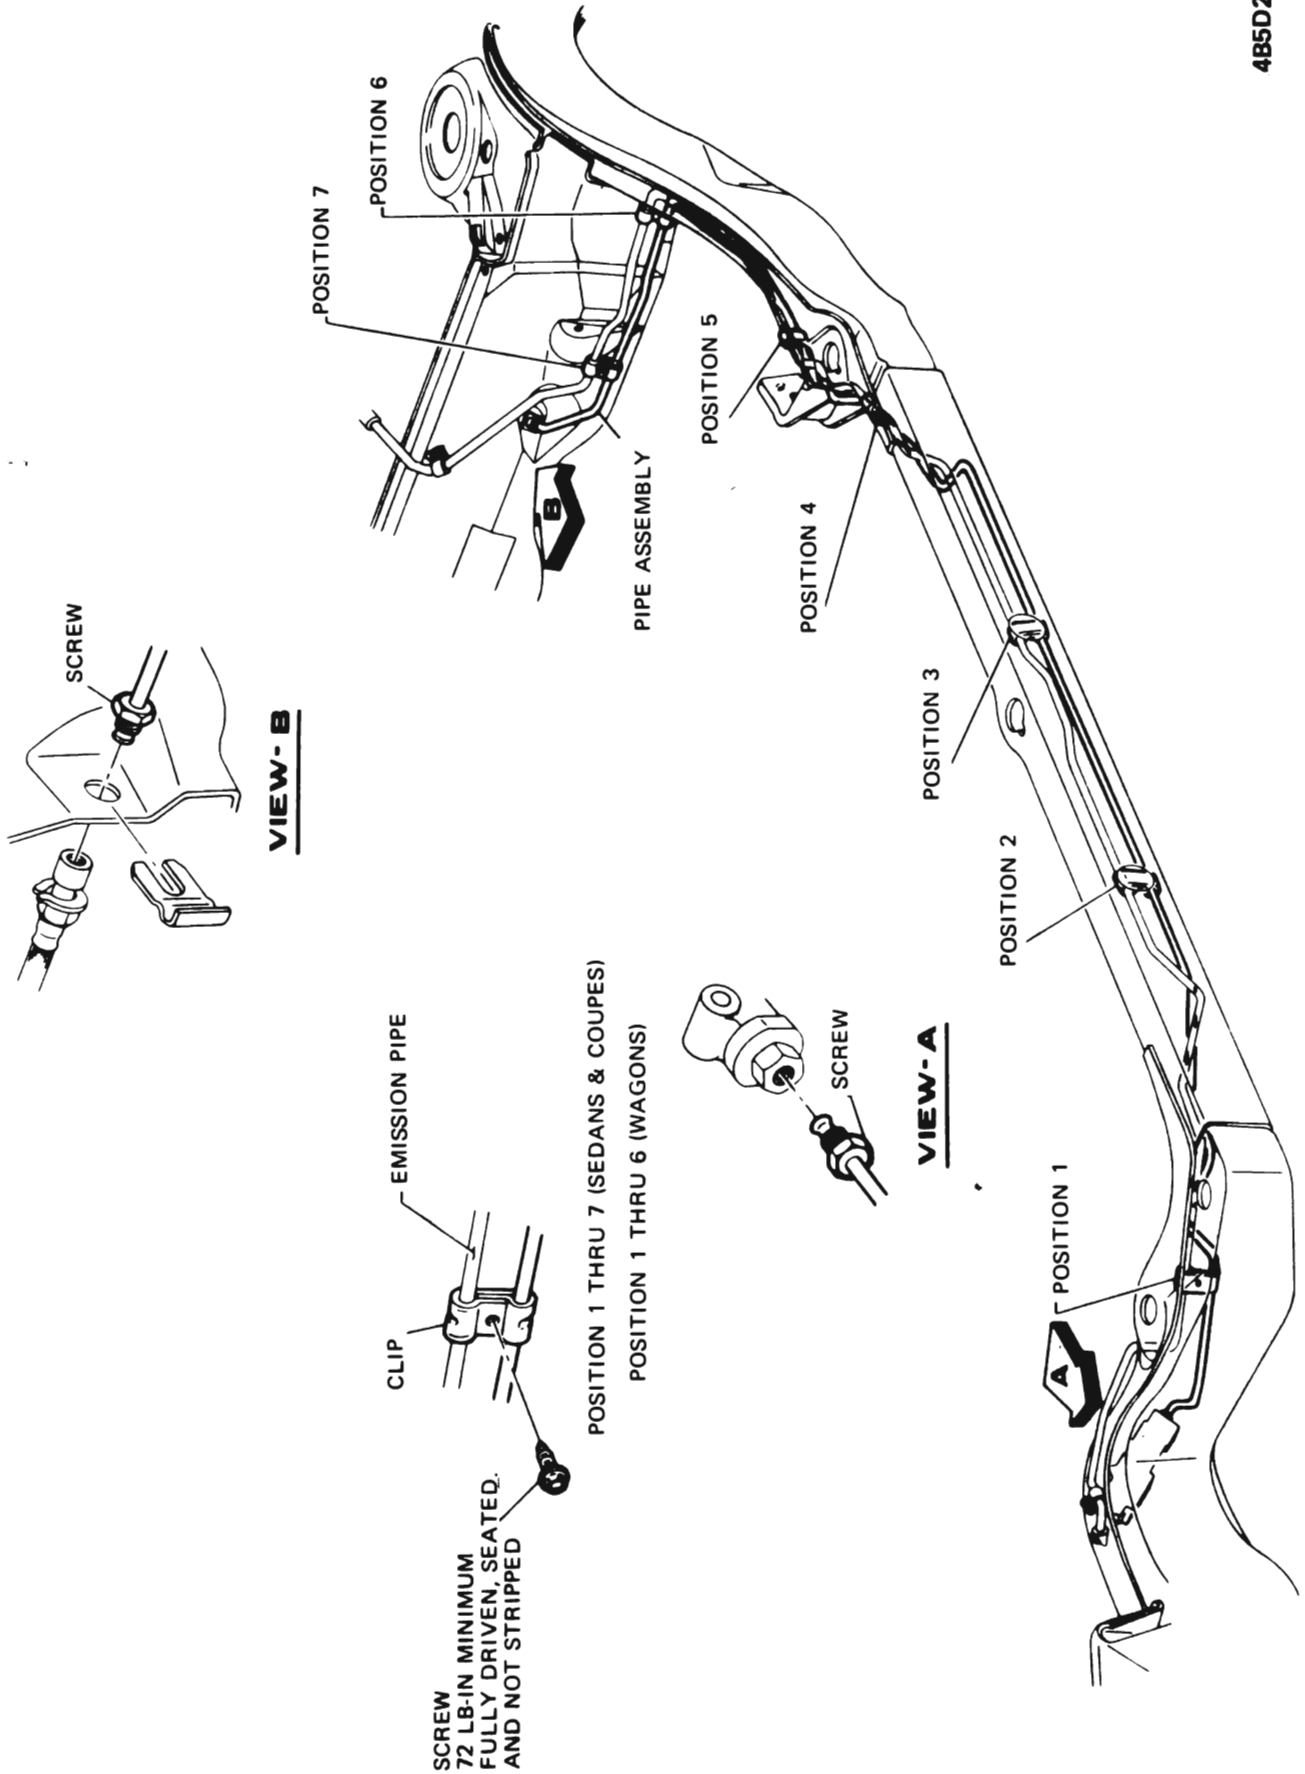 SCREW
72 LB-IN MINIMUM
FULLY DRIVEN, SEATED,
AND NOT STRIPPED
CLIP
EMISSION PIPE
POSITION 1 THRU 7 (SEDANS & COUPES)
POSITION 1 THRU 6 (WAGONS)
SCREW
VIEW-B
SCREW
VIEW-A
POSITION 7
POSITION 6
B
PIPE ASSEMBLY
POSITION 5
POSITION 4
POSITION 3
POSITION 2
A
POSITION 1
4B5D2